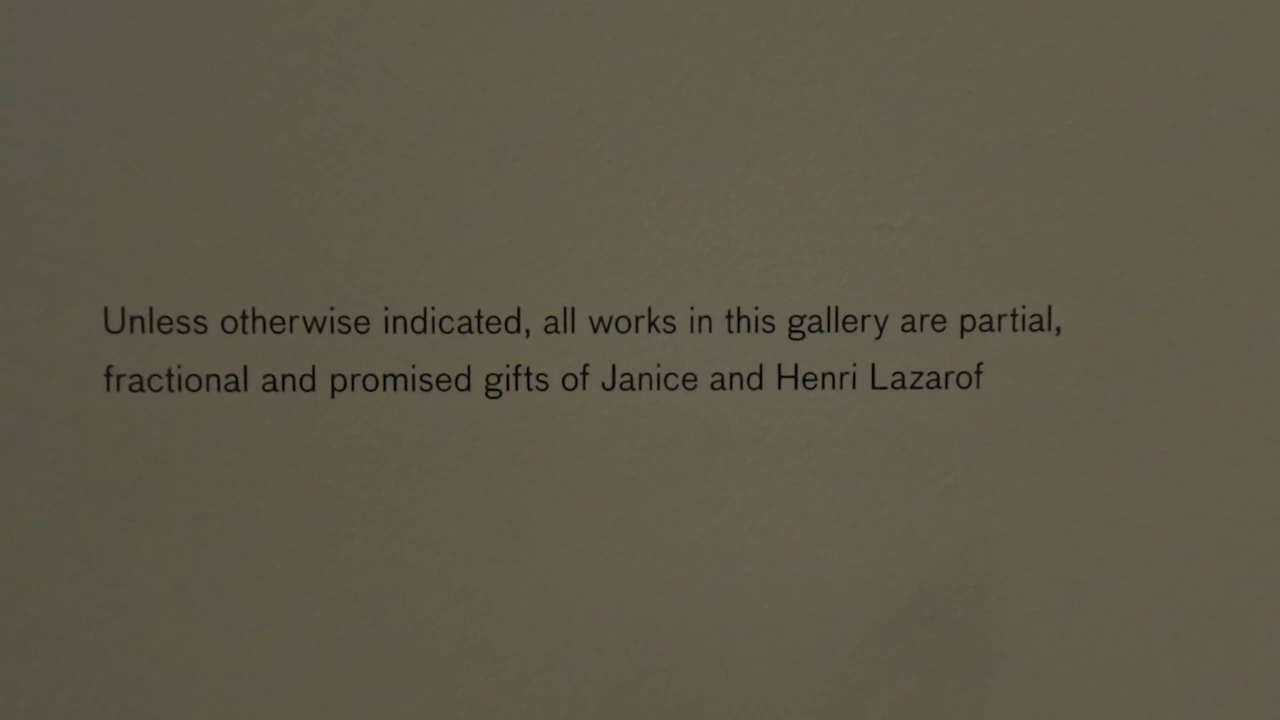 Unless otherwise indicated, all works in this gallery are partial,
fractional and promised gifts of Janice and Henri Lazarof